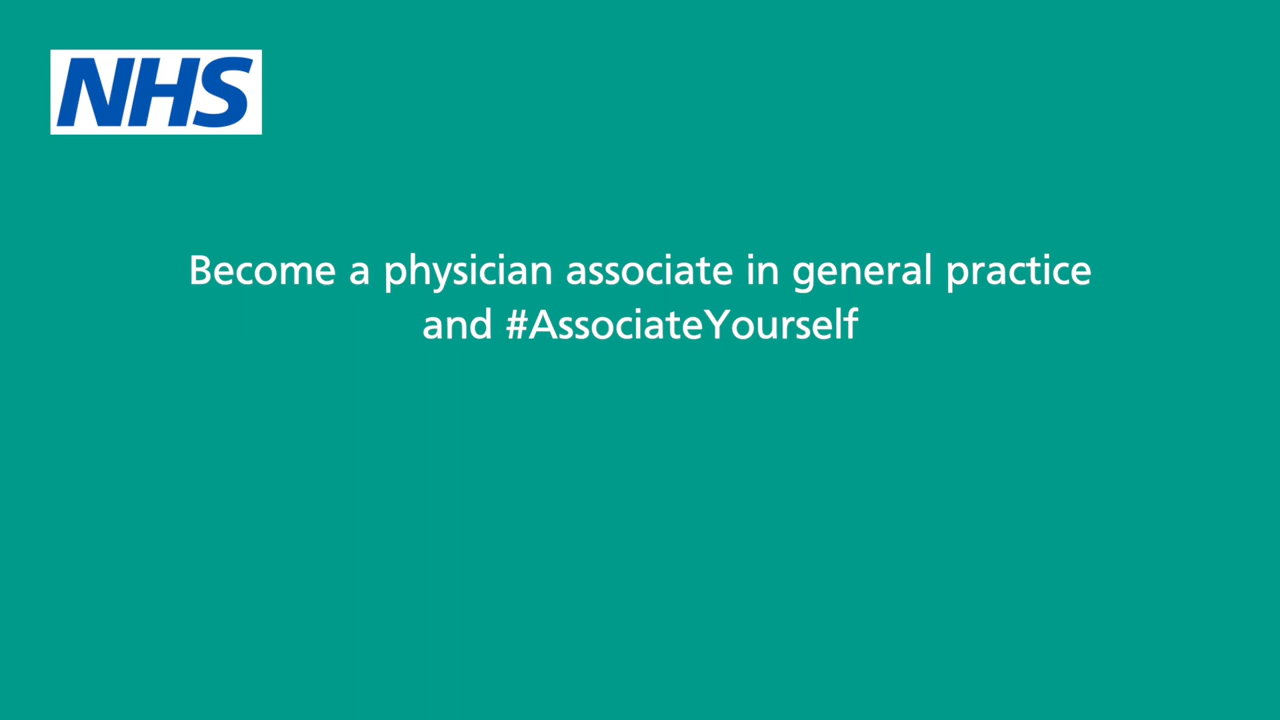 NHS
Become a physician associate in general practice
and #AssociateYourself